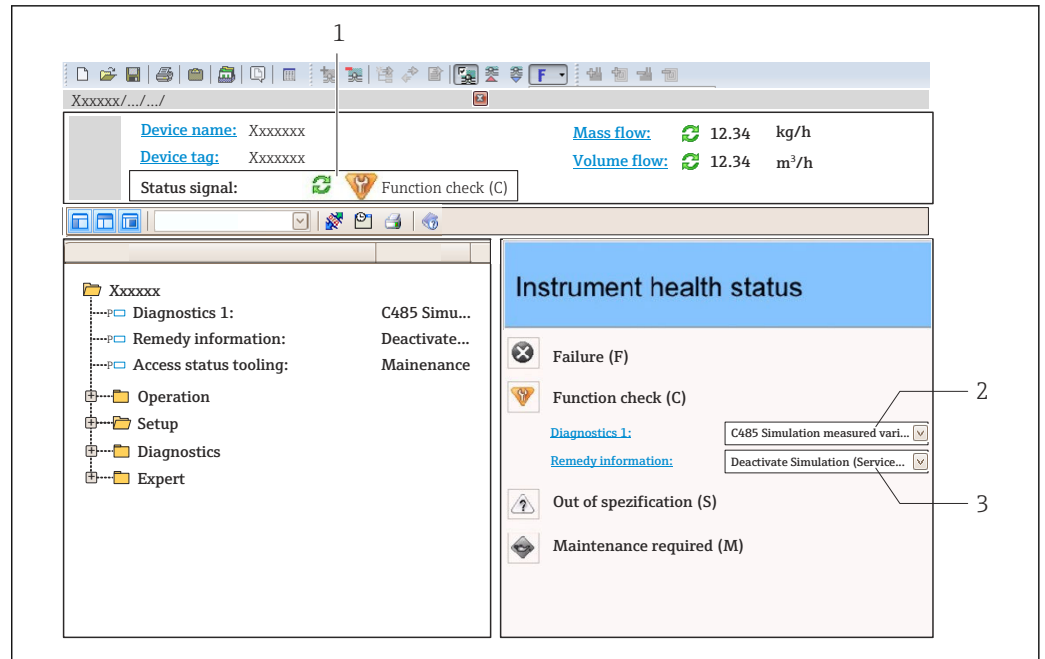 1
F
Xxxxxx/.../.../
Device name: Xxxxxxx
Mass flow: 12.34 kg/h
Device tag: Xxxxxxx
Volume flow: 12.34 m³/h
Status signal: Function check (C)
Xxxxxx
Diagnostics 1: C485 Simu...
Remedy information: Deactivate...
Access status tooling: Mainenance
Operation
Setup
Diagnostics
Expert
Instrument health status
Failure (F)
Function check (C)
2
Diagnostics 1: C485 Simulation measured vari...
Remedy information: Deactivate Simulation (Service...
Out of spezification (S)
3
Maintenance required (M)